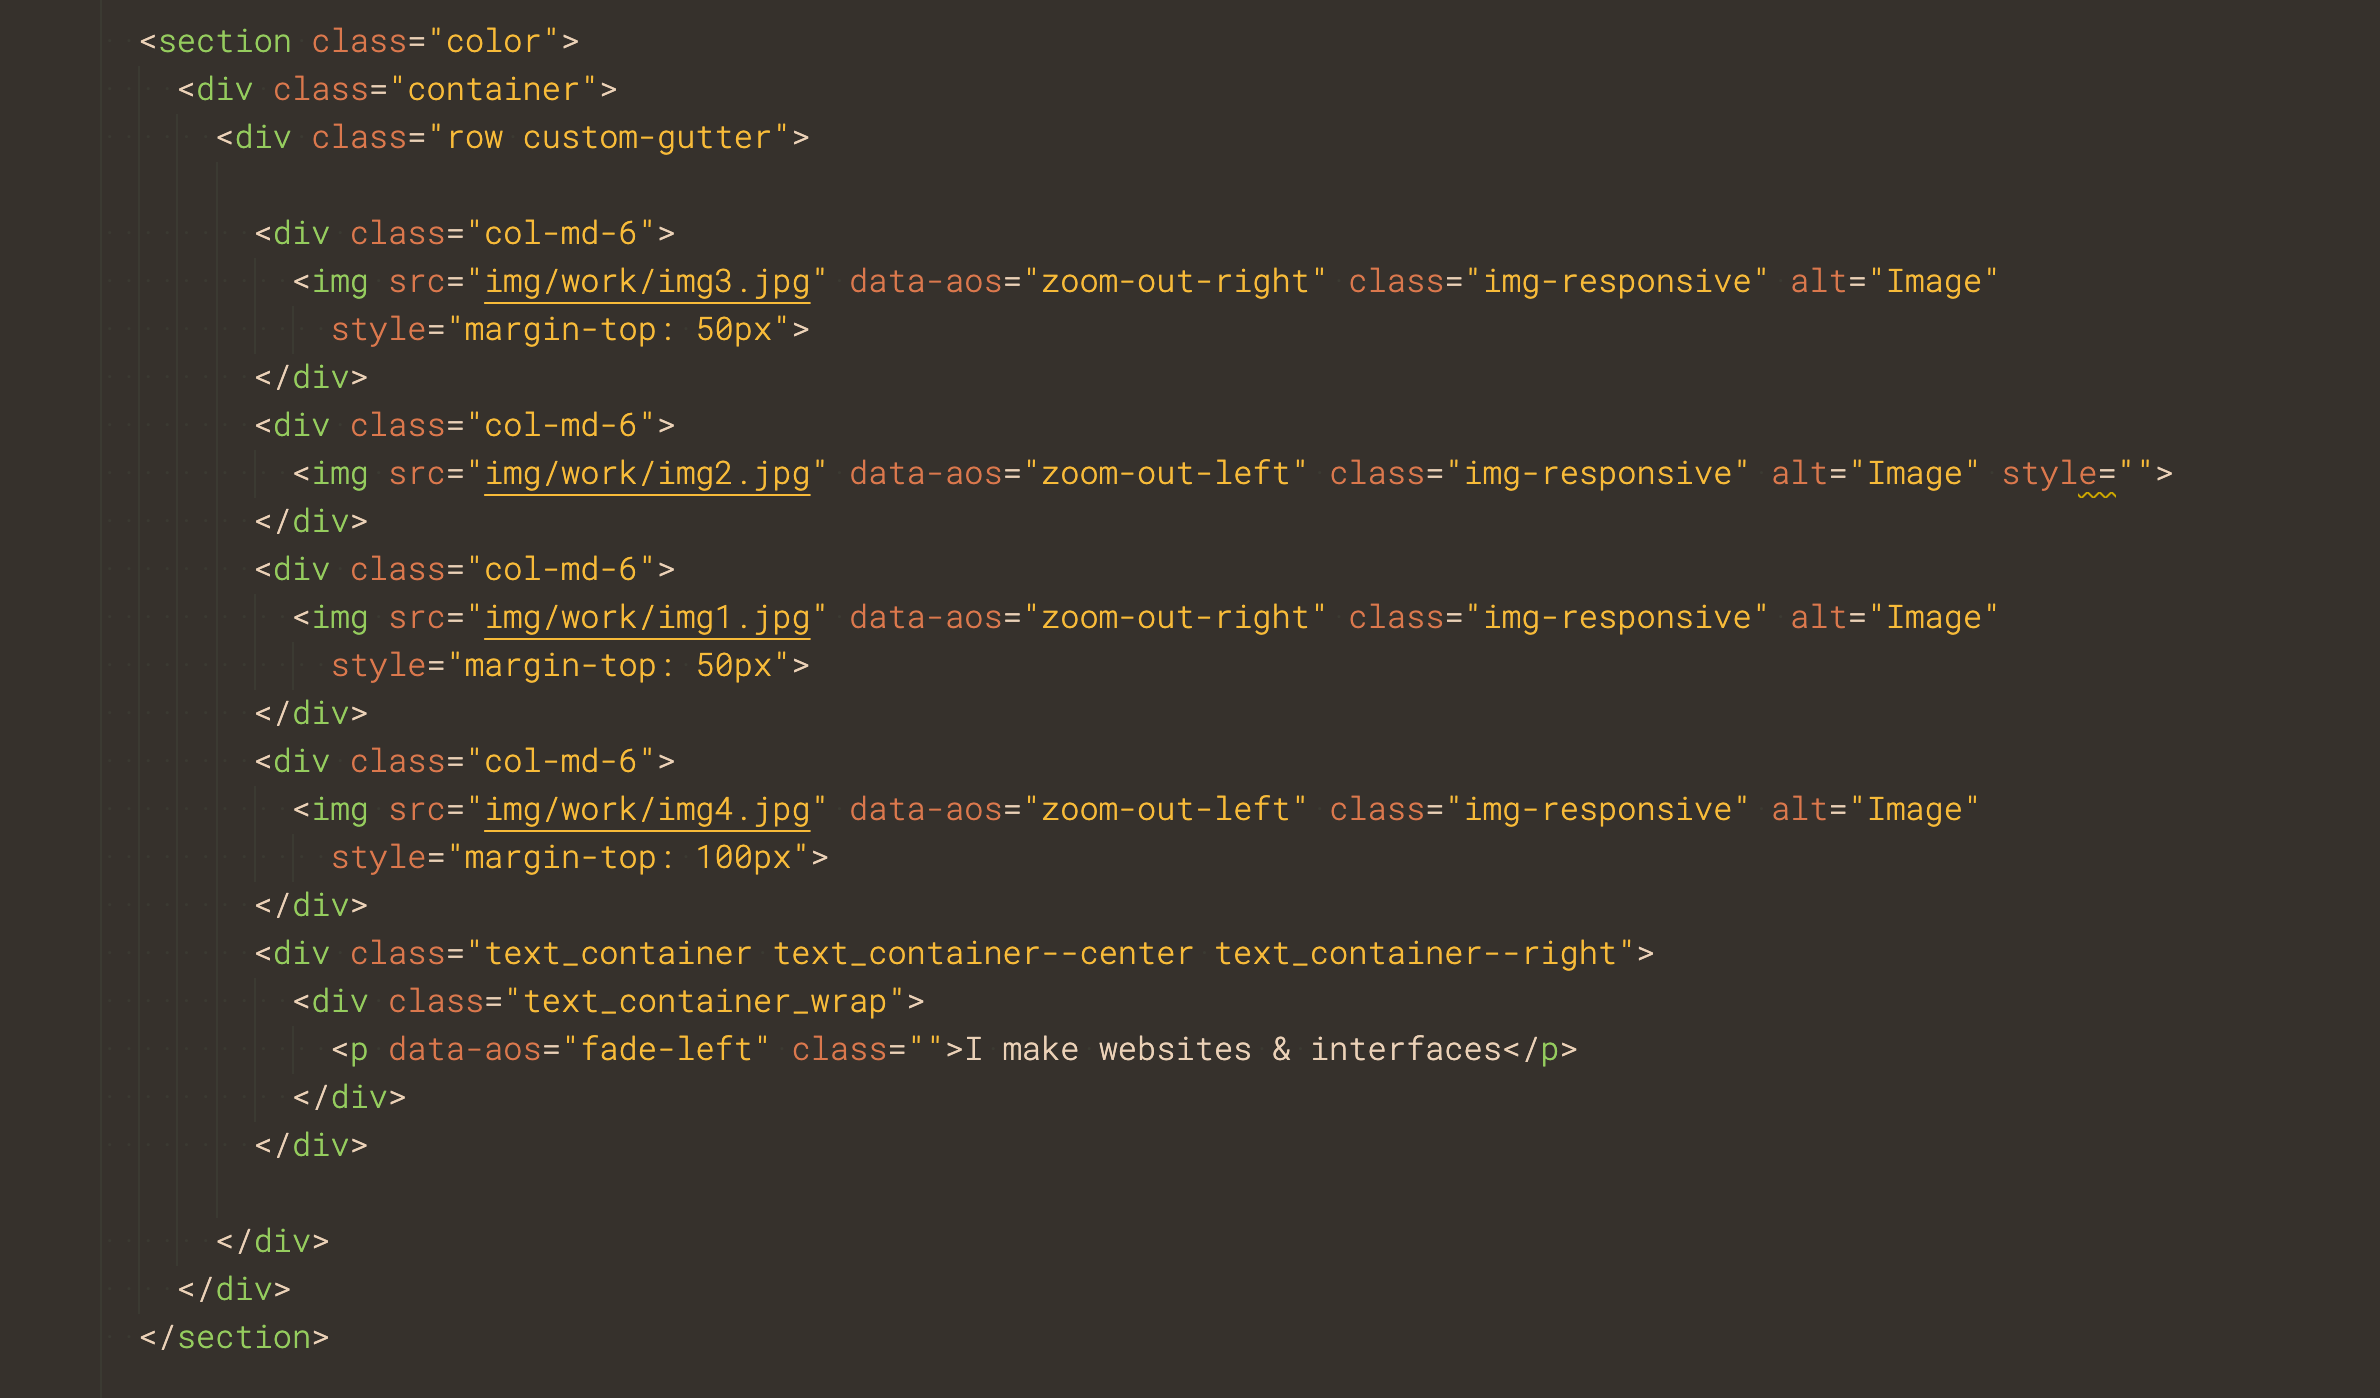 <section class="color">
<div class="container">
<div class="row custom-gutter">
<div class="col-md-6">
<img src="img/work/img3.jpg" data-aos="zoom-out-right" class="img-responsive" alt="Image"
style="margin-top: 50px">
</div>
<div class="col-md-6">
<img src="img/work/img2.jpg" data-aos="zoom-out-left" class="img-responsive" alt="Image" style="">
</div>
<div class="col-md-6">
<img src="img/work/img1.jpg" data-aos="zoom-out-right" class="img-responsive" alt="Image"
style="margin-top: 50px">
</div>
<div class="col-md-6">
<img src="img/work/img4.jpg" data-aos="zoom-out-left" class="img-responsive" alt="Image"
style="margin-top: 100px">
</div>
<div class="text_container text_container--center text_container--right">
<div class="text_container_wrap">
<p data-aos="fade-left" class="">I make websites & interfaces</p>
</div>
</div>
</div>
</div>
</section>